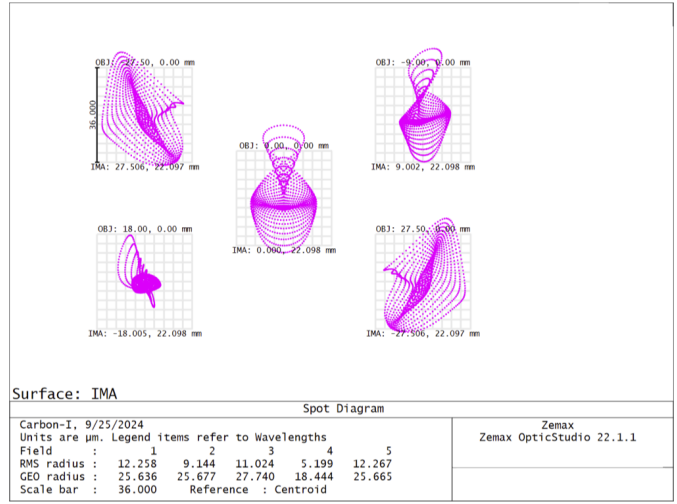 OBJ: -27.50, 0.00 mm
36.000
IMA: 27.506, 22.097 mm
OBJ: -9.00, 0.00 mm
IMA: 9.002, 22.098 mm
OBJ: 0.00, 0.00 mm
IMA: 0.000, 22.098 mm
OBJ: 18.00, 0.00 mm
IMA: -18.005, 22.098 mm
OBJ: 27.50, 0.00 mm
IMA: -27.506, 22.097 mm
Surface: IMA
Spot Diagram
Carbon-I, 9/25/2024
Units are µm. Legend items refer to Wavelengths
Field : 1 2 3 4 5
RMS radius : 12.258 9.144 11.024 5.199 12.267
GEO radius : 25.636 25.677 27.740 18.444 25.665
Scale bar : 36.000 Reference : Centroid
Zemax
Zemax OpticStudio 22.1.1